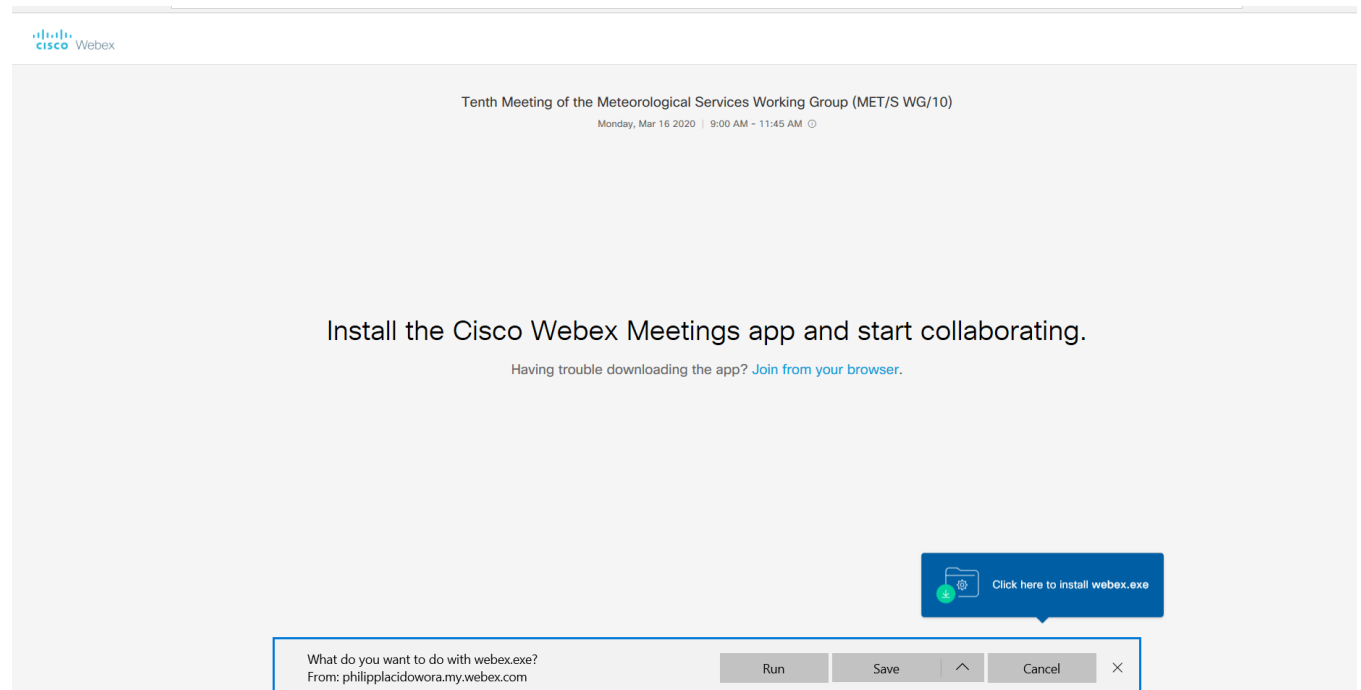 CISCO Webex
Tenth Meeting of the Meteorological Services Working Group (MET/S WG/10)
Monday, Mar 16 2020 | 9:00 AM - 11:45 AM
Install the Cisco Webex Meetings app and start collaborating.
Having trouble downloading the app? Join from your browser.
Click here to install webex.exe
What do you want to do with webex.exe?
From: philipplacidowora.my.webex.com
Run Save Cancel